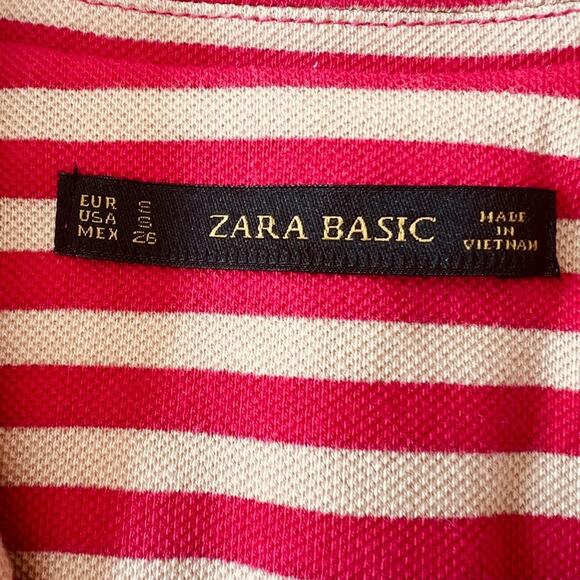 EUR S
USA S
MEX 26
ZARA BASIC
MADE
IN
VIETNAM